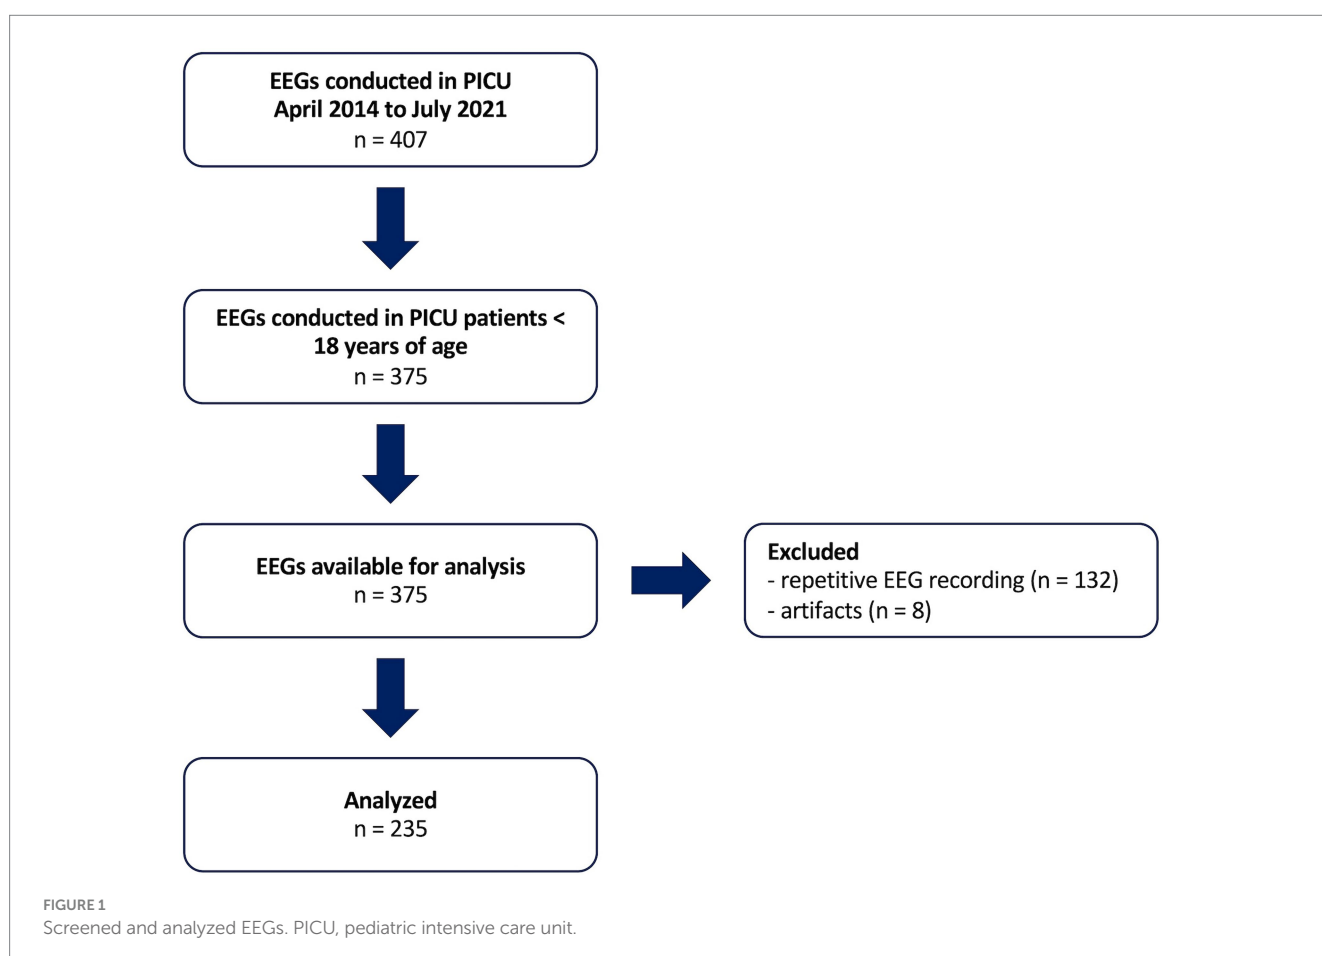 EEGs conducted in PICU
April 2014 to July 2021
n = 407
EEGs conducted in PICU patients <
18 years of age
n = 375
EEGs available for analysis
n = 375
Excluded
- repetitive EEG recording (n = 132)
- artifacts (n = 8)
Analyzed
n = 235
FIGURE 1
Screened and analyzed EEGs. PICU, pediatric intensive care unit.